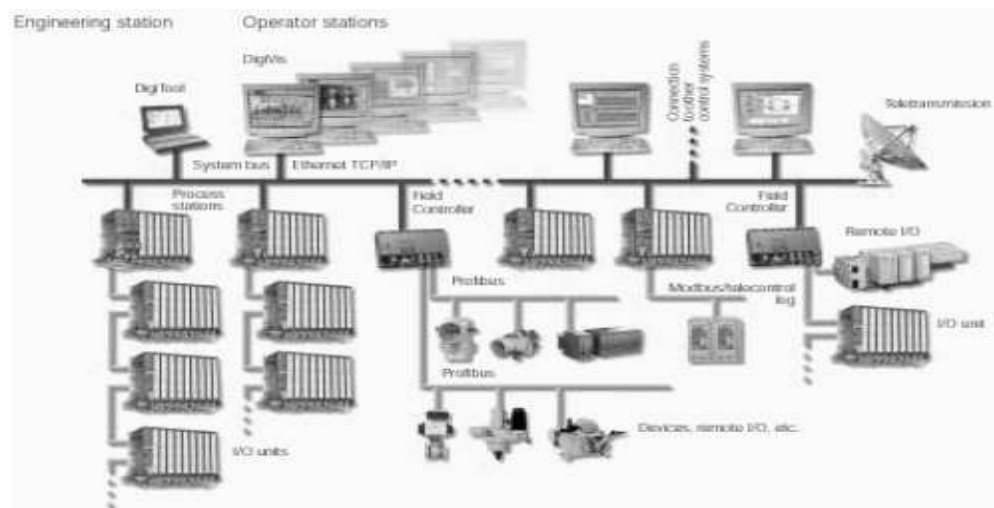 Engineering station
Operator stations
DigiVis
DigiTool
Connection
to other
control systems
Teletransmission
System bus
Ethernet TCP/IP
Process
stations
Field
Controller
Field
Controller
Remote I/O
Profibus
Modbus/telecontrol
log
I/O unit
Profibus
Devices, remote I/O, etc.
I/O units